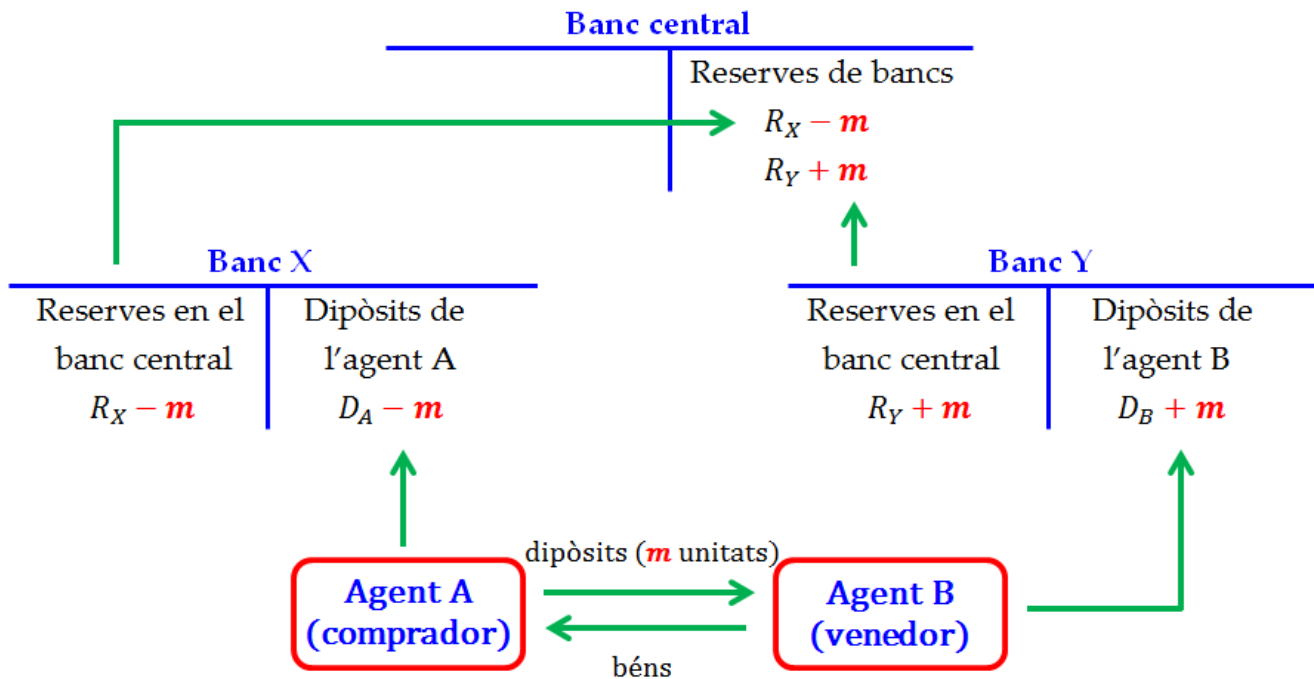 Banc central
Reserves de bancs
R_X − m
R_Y + m
Banc X
Reserves en el
banc central
R_X − m
Dipòsits de
l'agent A
D_A − m
Banc Y
Reserves en el
banc central
R_Y + m
Dipòsits de
l'agent B
D_B + m
dipòsits (m unitats)
Agent A
(comprador)
Agent B
(venedor)
béns